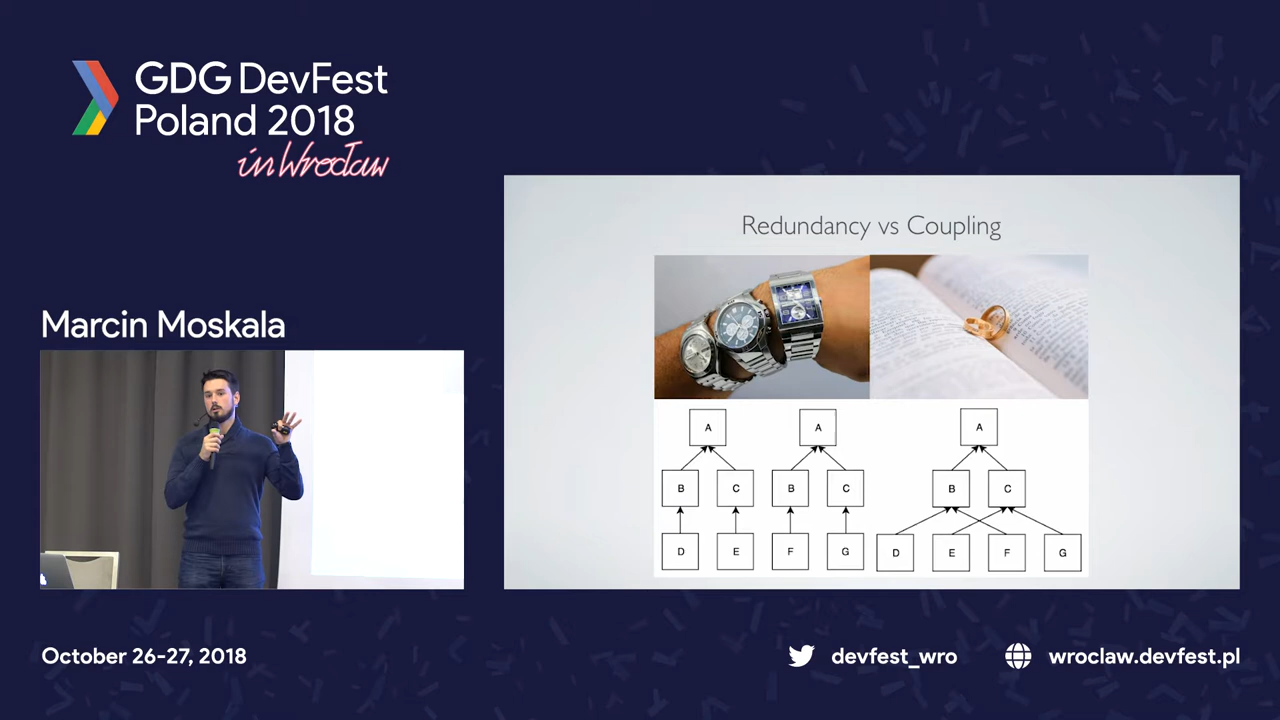 GDG DevFest
Poland 2018
in Wrocław
Redundancy vs Coupling
Marcin Moskala
A A A
B C B C B C
D E F G D E F G
October 26-27, 2018
devfest_wro
wroclaw.devfest.pl